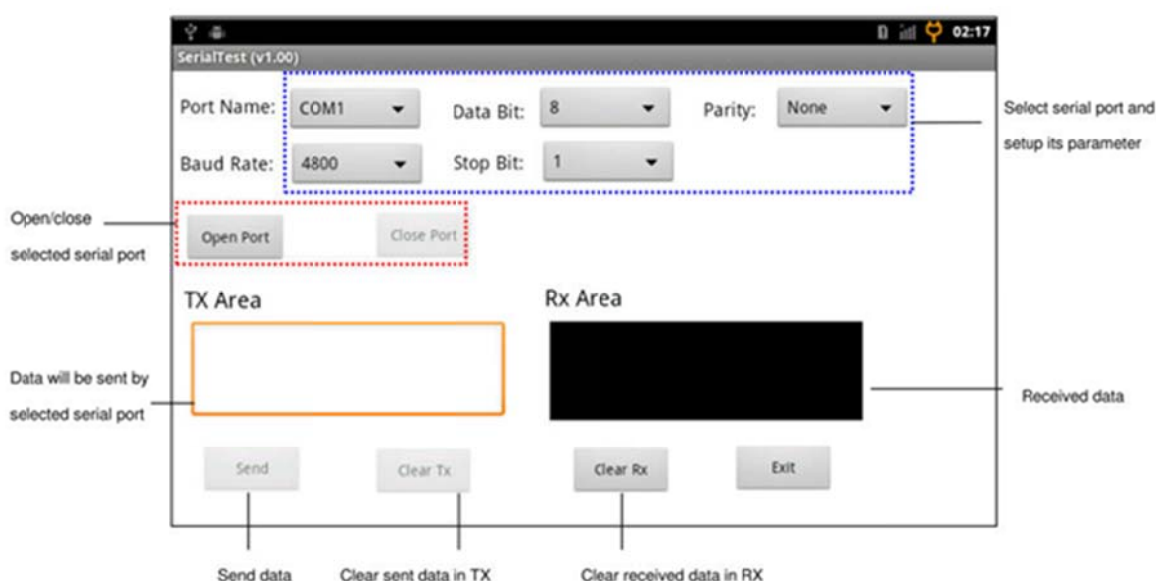 02:17
SerialTest (v1.00)
Port Name: COM1 Data Bit: 8 Parity: None
Baud Rate: 4800 Stop Bit: 1
Select serial port and
setup its parameter
Open/close
selected serial port
Open Port Close Port
TX Area Rx Area
Data will be sent by
selected serial port
Received data
Send Clear Tx Clear Rx Exit
Send data Clear sent data in TX Clear received data in RX